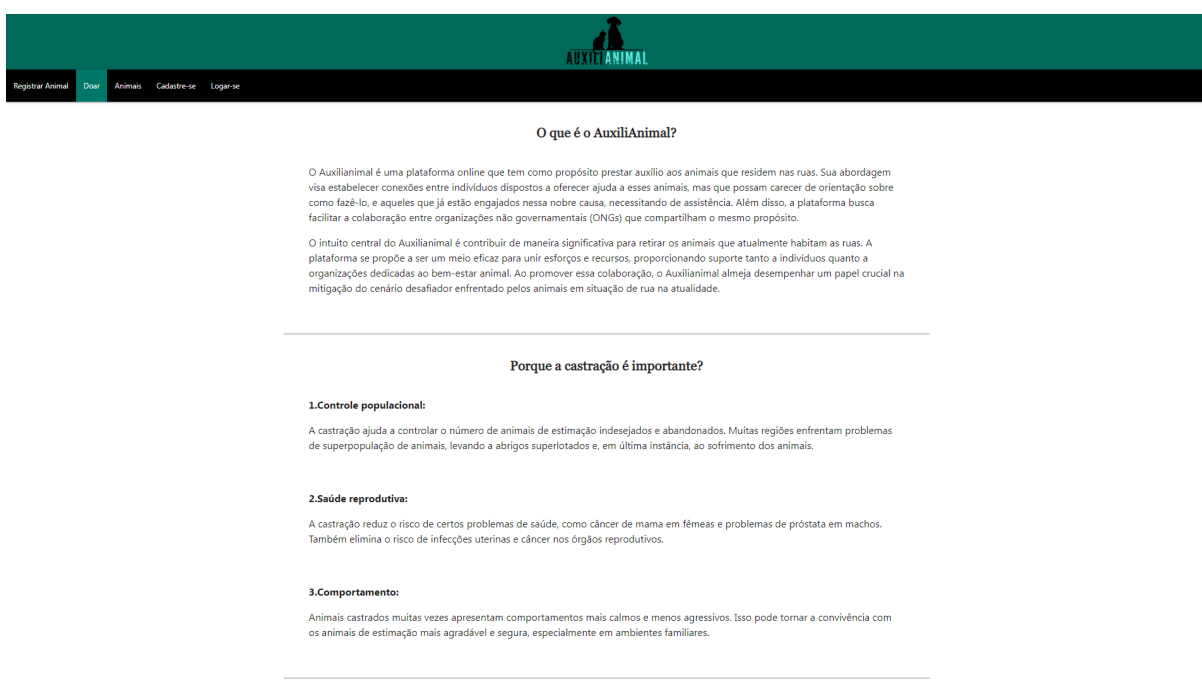 AUXILIANIMAL
Registrar Animal Doar Animais Cadastre-se Logar-se
O que é o AuxiliAnimal?
O Auxilianimal é uma plataforma online que tem como propósito prestar auxílio aos animais que residem nas ruas. Sua abordagem
visa estabelecer conexões entre indivíduos dispostos a oferecer ajuda a esses animais, mas que possam carecer de orientação sobre
como fazê-lo, e aqueles que já estão engajados nessa nobre causa, necessitando de assistência. Além disso, a plataforma busca
facilitar a colaboração entre organizações não governamentais (ONGs) que compartilham o mesmo propósito.
O intuito central do Auxilianimal é contribuir de maneira significativa para retirar os animais que atualmente habitam as ruas. A
plataforma se propõe a ser um meio eficaz para unir esforços e recursos, proporcionando suporte tanto a indivíduos quanto a
organizações dedicadas ao bem-estar animal. Ao promover essa colaboração, o Auxilianimal almeja desempenhar um papel crucial na
mitigação do cenário desafiador enfrentado pelos animais em situação de rua na atualidade.
Porque a castração é importante?
1.Controle populacional:
A castração ajuda a controlar o número de animais de estimação indesejados e abandonados. Muitas regiões enfrentam problemas
de superpopulação de animais, levando a abrigos superlotados e, em última instância, ao sofrimento dos animais.
2.Saúde reprodutiva:
A castração reduz o risco de certos problemas de saúde, como câncer de mama em fêmeas e problemas de próstata em machos.
Também elimina o risco de infecções uterinas e câncer nos órgãos reprodutivos.
3.Comportamento:
Animais castrados muitas vezes apresentam comportamentos mais calmos e menos agressivos. Isso pode tornar a convivência com
os animais de estimação mais agradável e segura, especialmente em ambientes familiares.